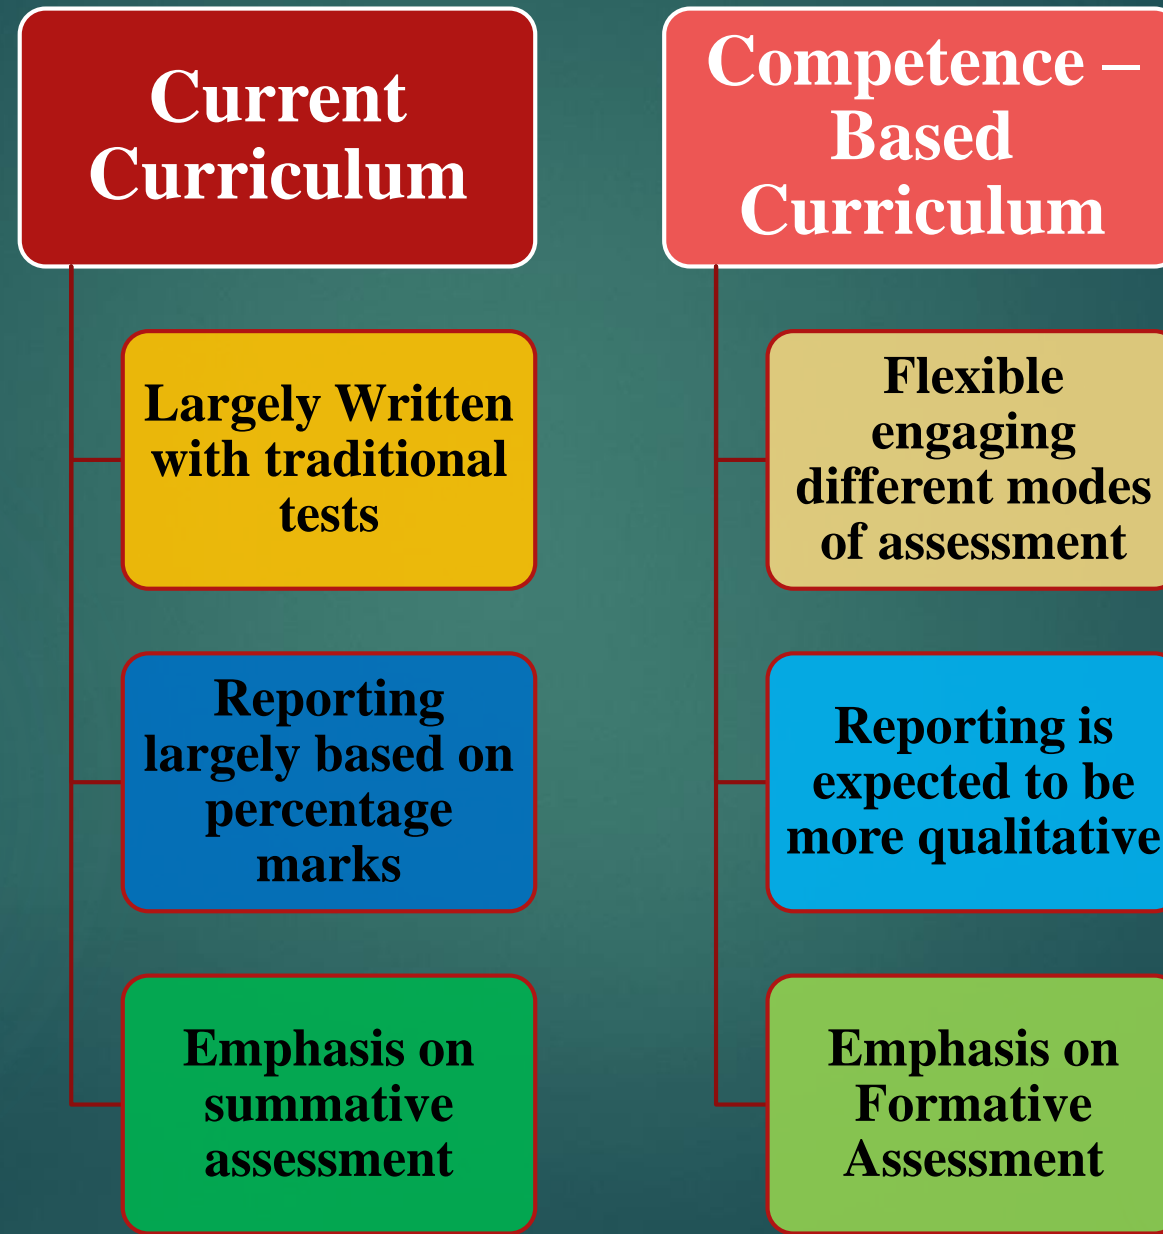 Current
Curriculum
Largely Written
with traditional
tests
Reporting
largely based on
percentage
marks
Emphasis on
summative
assessment
Competence –
Based
Curriculum
Flexible
engaging
different modes
of assessment
Reporting is
expected to be
more qualitative
Emphasis on
Formative
Assessment